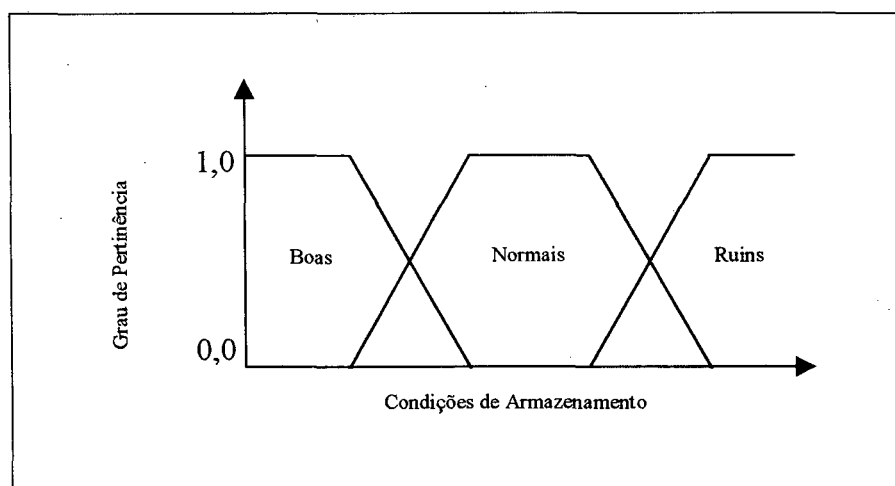 Grau de Pertinência
1,0
0,0
Boas
Normais
Ruins
Condições de Armazenamento